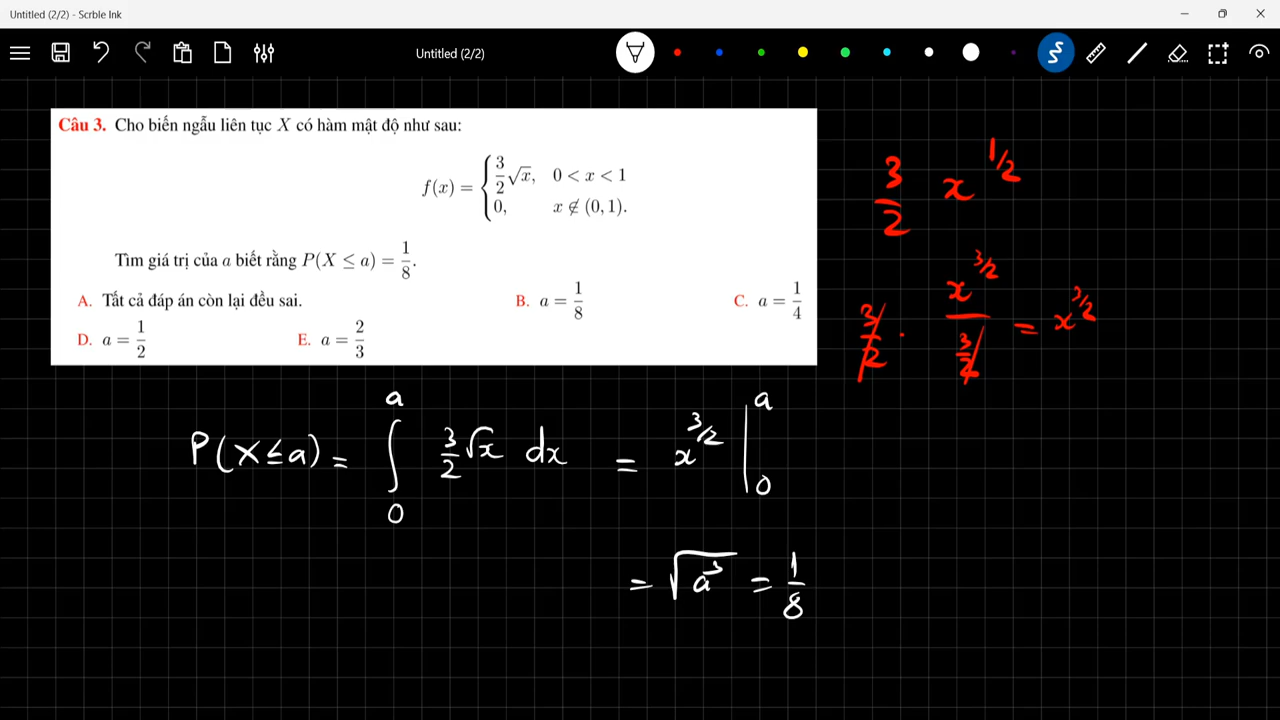 Untitled (2/2) - Scrble Ink
Untitled (2/2)
Câu 3. Cho biến ngẫu liên tục X có hàm mật độ như sau:
f(x) = { 3/2 √x, 0 < x < 1
0, x ∉ (0, 1).
Tìm giá trị của a biết rằng P(X ≤ a) = 1/8.
A. Tất cả đáp án còn lại đều sai. B. a = 1/8 C. a = 1/4
D. a = 1/2 E. a = 2/3
3/2 x^1/2
3/2 · x^3/2 / 3/2 = x^3/2
P(X ≤ a) = ∫_0^a 3/2 √x dx = x^3/2 |_0^a
= √a³ = 1/8